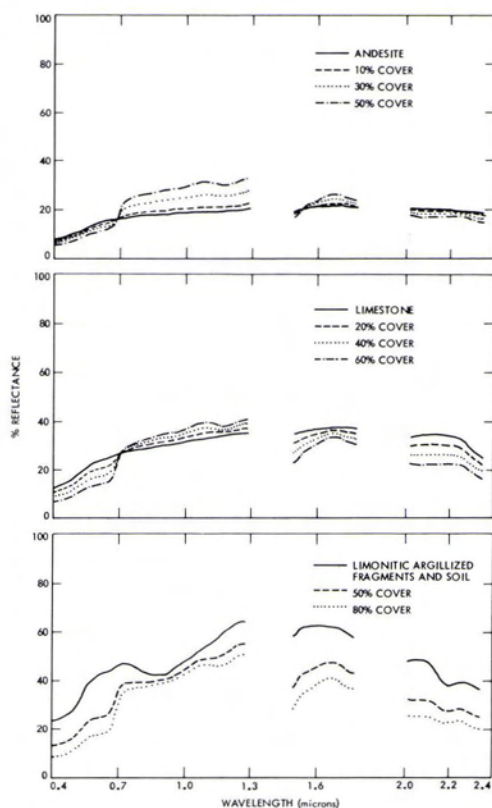 100
80
60
40
20
0
ANDESITE
10% COVER
30% COVER
50% COVER
100
80
60
40
20
0
LIMESTONE
20% COVER
40% COVER
60% COVER
% REFLECTANCE
100
80
60
40
20
0
LIMONITIC ARGILLIZED
FRAGMENTS AND SOIL
50% COVER
80% COVER
0.4 0.7 1.0 1.3 1.6 2.0 2.2 2.4
WAVELENGTH (microns)